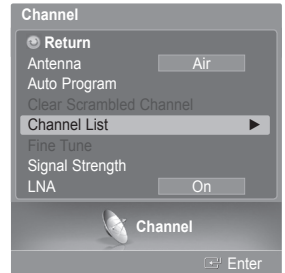 Channel
Return
Antenna Air
Auto Program
Clear Scrambled Channel
Channel List ►
Fine Tune
Signal Strength
LNA On
Channel
Enter